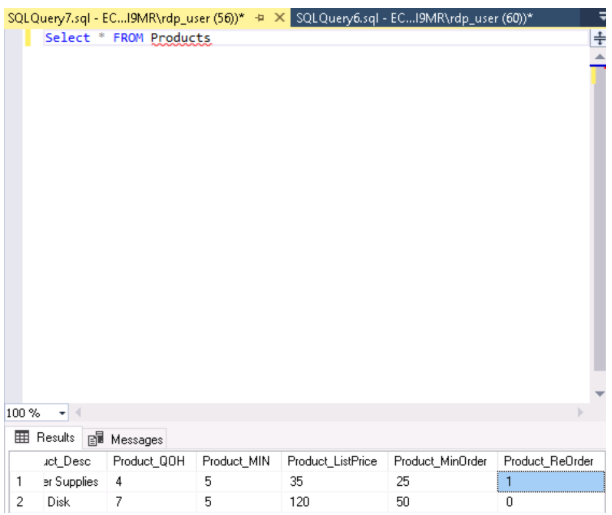 SQLQuery7.sql - EC...I9MR\rdp_user (56))* SQLQuery6.sql - EC...I9MR\rdp_user (60))*
Select * FROM Products
100 %
Results Messages
uct_Desc Product_QOH Product_MIN Product_ListPrice Product_MinOrder Product_ReOrder
1 er Supplies 4 5 35 25 1
2 Disk 7 5 120 50 0